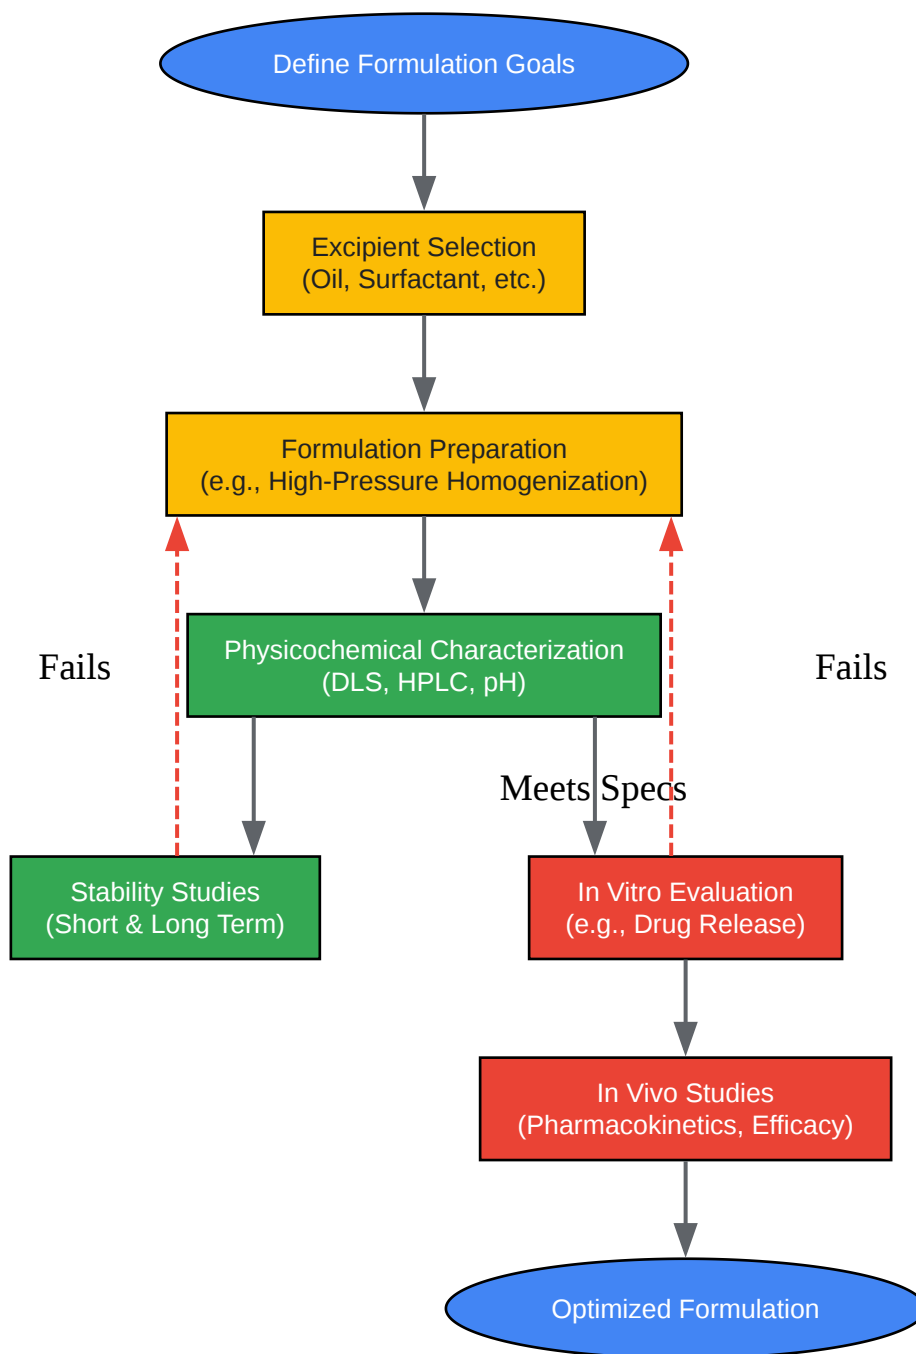 Define Formulation Goals
Excipient Selection
(Oil, Surfactant, etc.)
Formulation Preparation
(e.g., High-Pressure Homogenization)
Physicochemical Characterization
(DLS, HPLC, pH)
Fails
Fails
Meets Specs
Stability Studies
(Short & Long Term)
In Vitro Evaluation
(e.g., Drug Release)
In Vivo Studies
(Pharmacokinetics, Efficacy)
Optimized Formulation